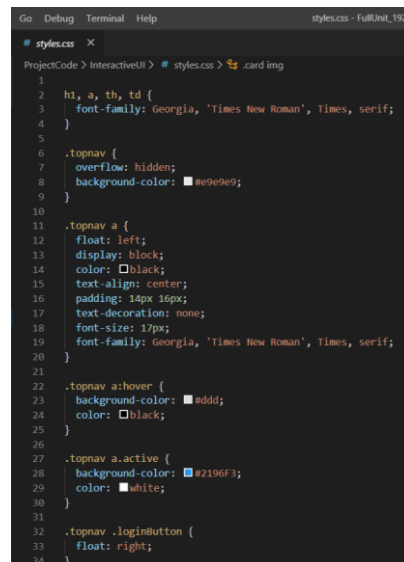 Go Debug Terminal Help styles.css - FullUnit_192
# styles.css ×
ProjectCode > InteractiveUI > # styles.css > .card img
1
2 h1, a, th, td {
3 font-family: Georgia, 'Times New Roman', Times, serif;
4 }
5
6 .topnav {
7 overflow: hidden;
8 background-color: #e9e9e9;
9 }
10
11 .topnav a {
12 float: left;
13 display: block;
14 color: black;
15 text-align: center;
16 padding: 14px 16px;
17 text-decoration: none;
18 font-size: 17px;
19 font-family: Georgia, 'Times New Roman', Times, serif;
20 }
21
22 .topnav a:hover {
23 background-color: #ddd;
24 color: black;
25 }
26
27 .topnav a.active {
28 background-color: #2196F3;
29 color: white;
30 }
31
32 .topnav .loginButton {
33 float: right;
34 }